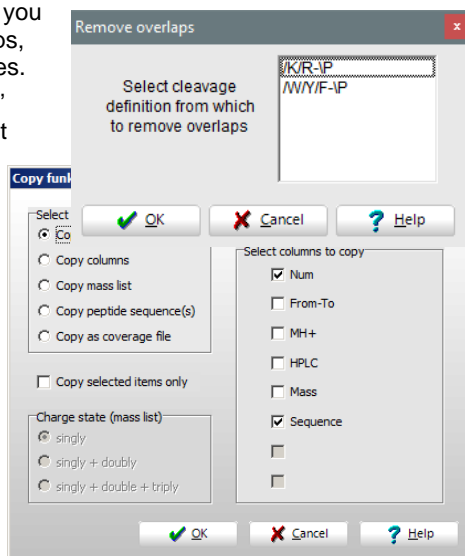 you
os,
es.
,
t
Remove overlaps
x
Select cleavage
definition from which
to remove overlaps
/K/R-\P
/W/Y/F-\P
OK
Cancel
? Help
Copy funk
Select
Co
Copy columns
Copy mass list
Copy peptide sequence(s)
Copy as coverage file
Copy selected items only
Charge state (mass list)
singly
singly + doubly
singly + double + triply
Select columns to copy
Num
From-To
MH+
HPLC
Mass
Sequence
OK
Cancel
? Help